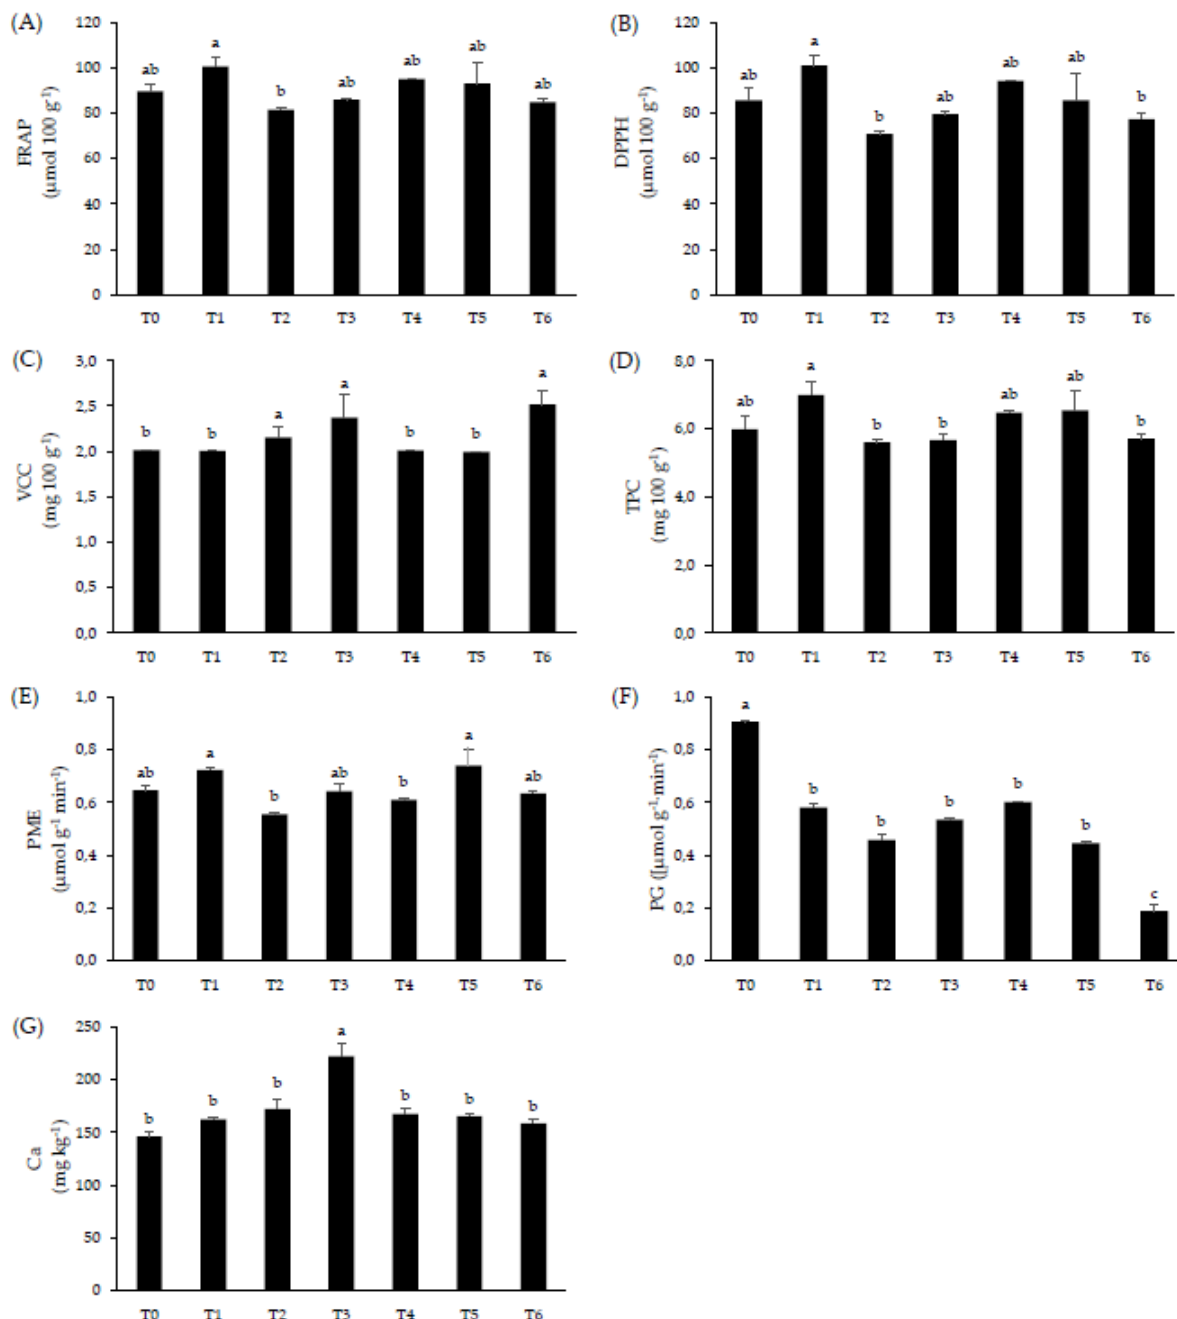 (A)
120
100
80
60
40
20
0
FRAP
(µmol 100 g⁻¹)
ab
a
b
ab
ab
ab
ab
T0 T1 T2 T3 T4 T5 T6
(B)
120
100
80
60
40
20
0
DPPH
(µmol 100 g⁻¹)
ab
a
b
ab
ab
ab
b
T0 T1 T2 T3 T4 T5 T6
(C)
3,0
2,5
2,0
1,5
1,0
0,5
0,0
VCC
(mg 100 g⁻¹)
b
b
a
a
b
b
a
T0 T1 T2 T3 T4 T5 T6
(D)
8,0
6,0
4,0
2,0
0,0
TPC
(mg 100 g⁻¹)
ab
a
b
b
ab
ab
b
T0 T1 T2 T3 T4 T5 T6
(E)
1,0
0,8
0,6
0,4
0,2
0,0
PME
(µmol g⁻¹ min⁻¹)
ab
a
b
ab
b
a
ab
T0 T1 T2 T3 T4 T5 T6
(F)
1,0
0,8
0,6
0,4
0,2
0,0
PG ([µmol g⁻¹·min⁻¹)
a
b
b
b
b
b
c
T0 T1 T2 T3 T4 T5 T6
(G)
250
200
150
100
50
0
Ca
(mg kg⁻¹)
b
b
b
a
b
b
b
T0 T1 T2 T3 T4 T5 T6